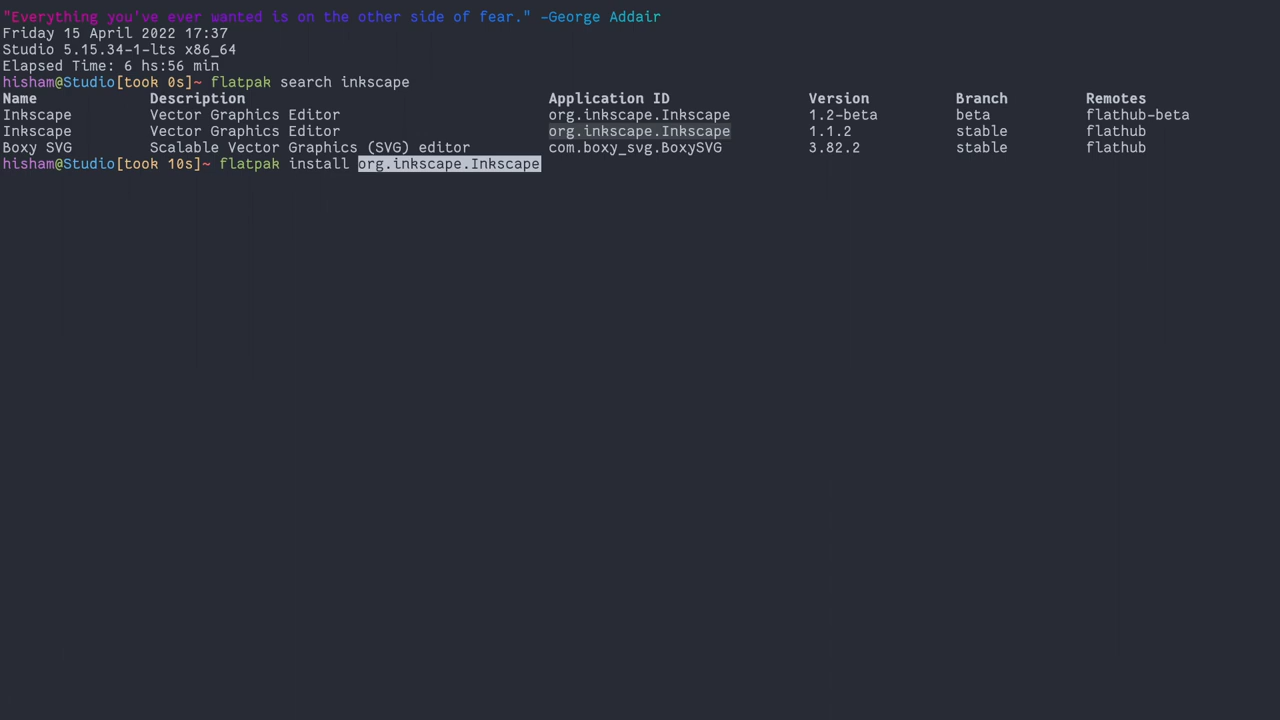 "Everything you've ever wanted is on the other side of fear." –George Addair
Friday 15 April 2022 17:37
Studio 5.15.34-1-lts x86_64
Elapsed Time: 6 hs:56 min
hisham@Studio[took 0s]~ flatpak search inkscape
Name Description Application ID Version Branch Remotes
Inkscape Vector Graphics Editor org.inkscape.Inkscape 1.2-beta beta flathub-beta
Inkscape Vector Graphics Editor org.inkscape.Inkscape 1.1.2 stable flathub
Boxy SVG Scalable Vector Graphics (SVG) editor com.boxy_svg.BoxySVG 3.82.2 stable flathub
hisham@Studio[took 10s]~ flatpak install org.inkscape.Inkscape